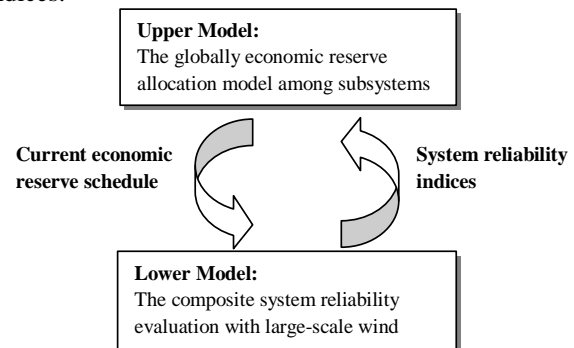 Upper Model:
The globally economic reserve
allocation model among subsystems
Current economic
reserve schedule
System reliability
indices
Lower Model:
The composite system reliability
evaluation with large-scale wind